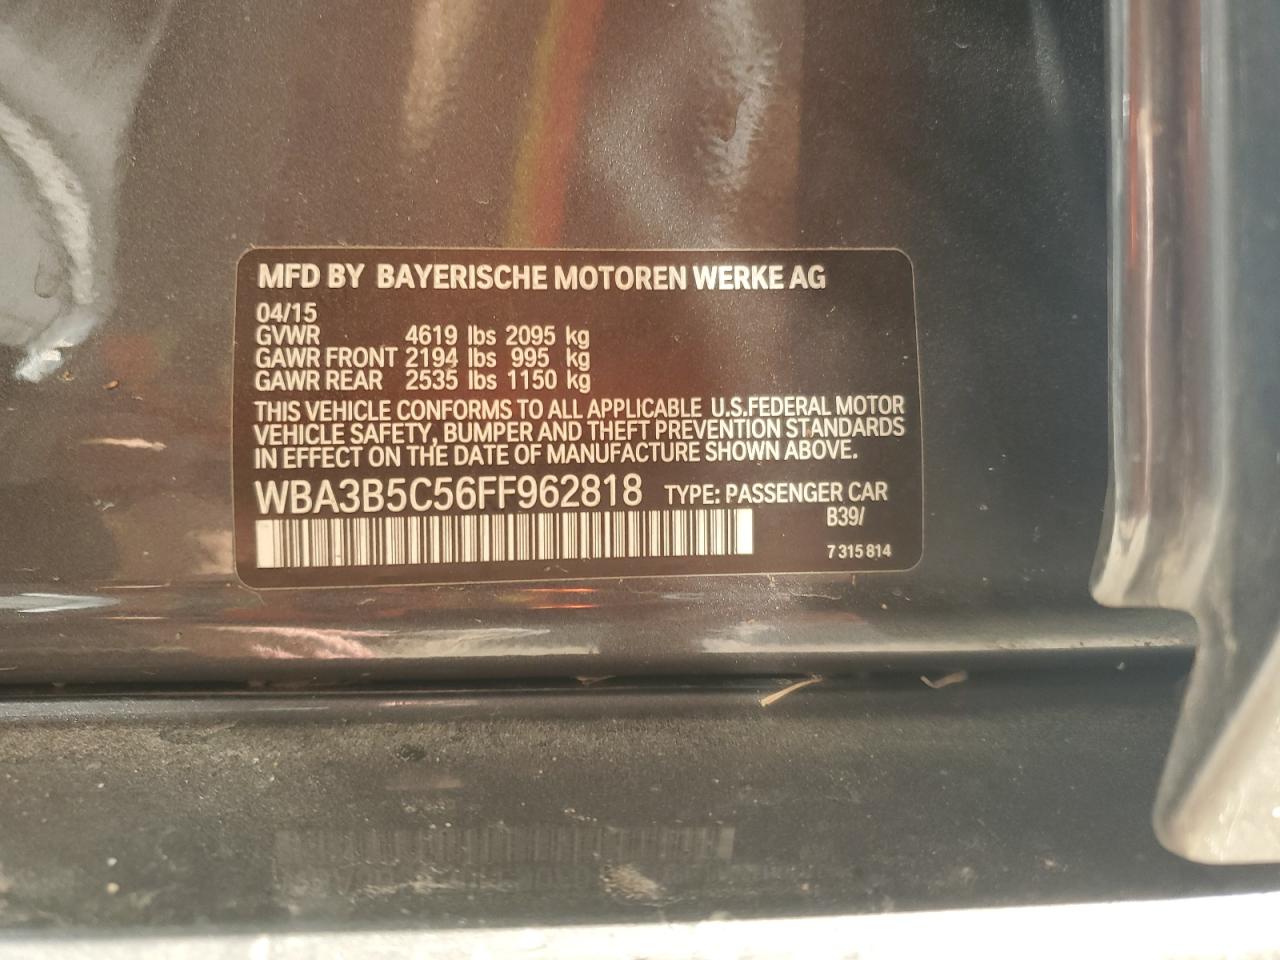 MFD BY BAYERISCHE MOTOREN WERKE AG
04/15
GVWR 4619 lbs 2095 kg
GAWR FRONT 2194 lbs 995 kg
GAWR REAR 2535 lbs 1150 kg
THIS VEHICLE CONFORMS TO ALL APPLICABLE U.S.FEDERAL MOTOR
VEHICLE SAFETY, BUMPER AND THEFT PREVENTION STANDARDS
IN EFFECT ON THE DATE OF MANUFACTURE SHOWN ABOVE.
WBA3B5C56FF962818 TYPE: PASSENGER CAR
B39/
7 315 814